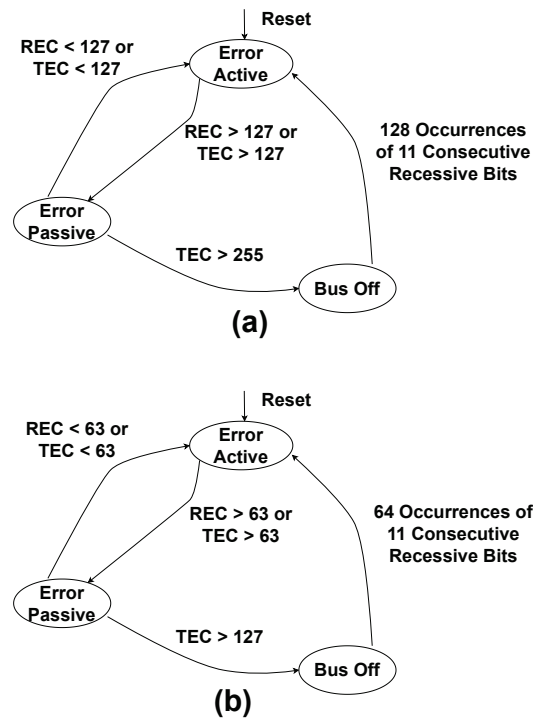 Reset
REC < 127 or
TEC < 127
Error
Active
REC > 127 or
TEC > 127
128 Occurrences
of 11 Consecutive
Recessive Bits
Error
Passive
TEC > 255
Bus Off
(a)
Reset
REC < 63 or
TEC < 63
Error
Active
REC > 63 or
TEC > 63
64 Occurrences of
11 Consecutive
Recessive Bits
Error
Passive
TEC > 127
Bus Off
(b)